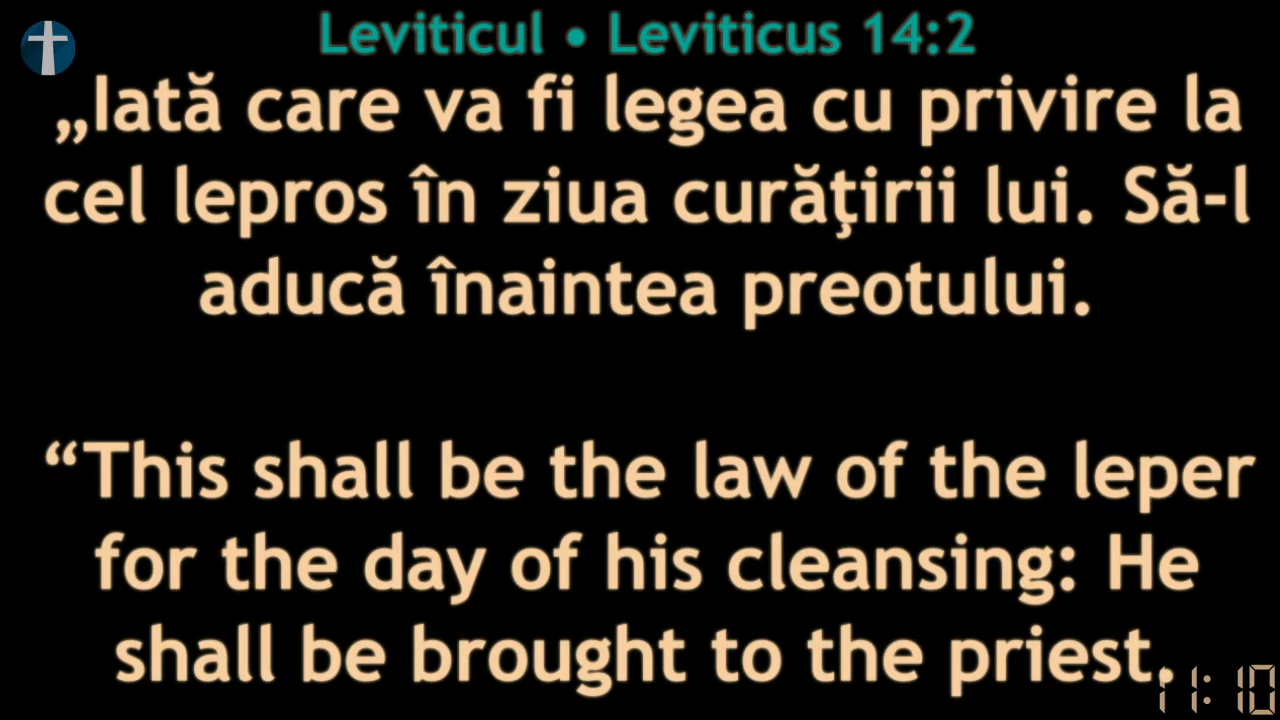 Leviticul • Leviticus 14:2
„Iată care va fi legea cu privire la
cel lepros în ziua curăţirii lui. Să-l
aducă înaintea preotului.
“This shall be the law of the leper
for the day of his cleansing: He
shall be brought to the priest.
11:10